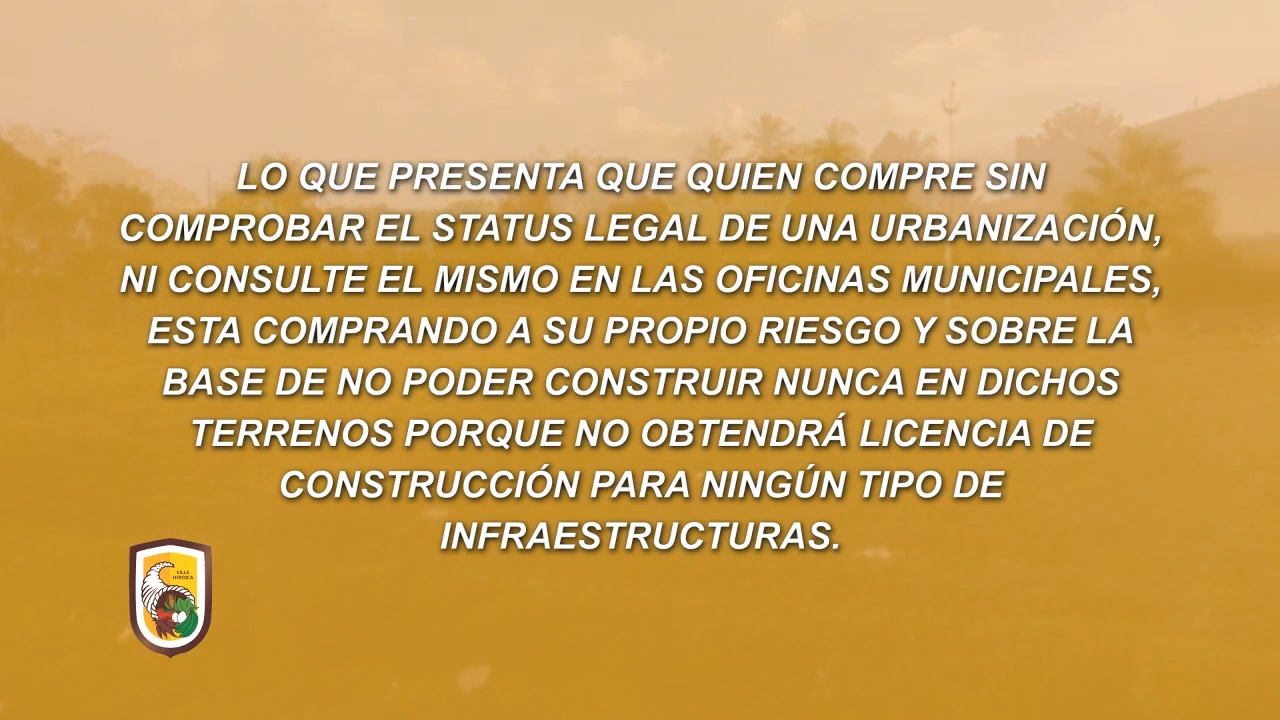 LO QUE PRESENTA QUE QUIEN COMPRE SIN
COMPROBAR EL STATUS LEGAL DE UNA URBANIZACIÓN,
NI CONSULTE EL MISMO EN LAS OFICINAS MUNICIPALES,
ESTA COMPRANDO A SU PROPIO RIESGO Y SOBRE LA
BASE DE NO PODER CONSTRUIR NUNCA EN DICHOS
TERRENOS PORQUE NO OBTENDRÁ LICENCIA DE
CONSTRUCCIÓN PARA NINGÚN TIPO DE
INFRAESTRUCTURAS.
VILLA
HEROICA